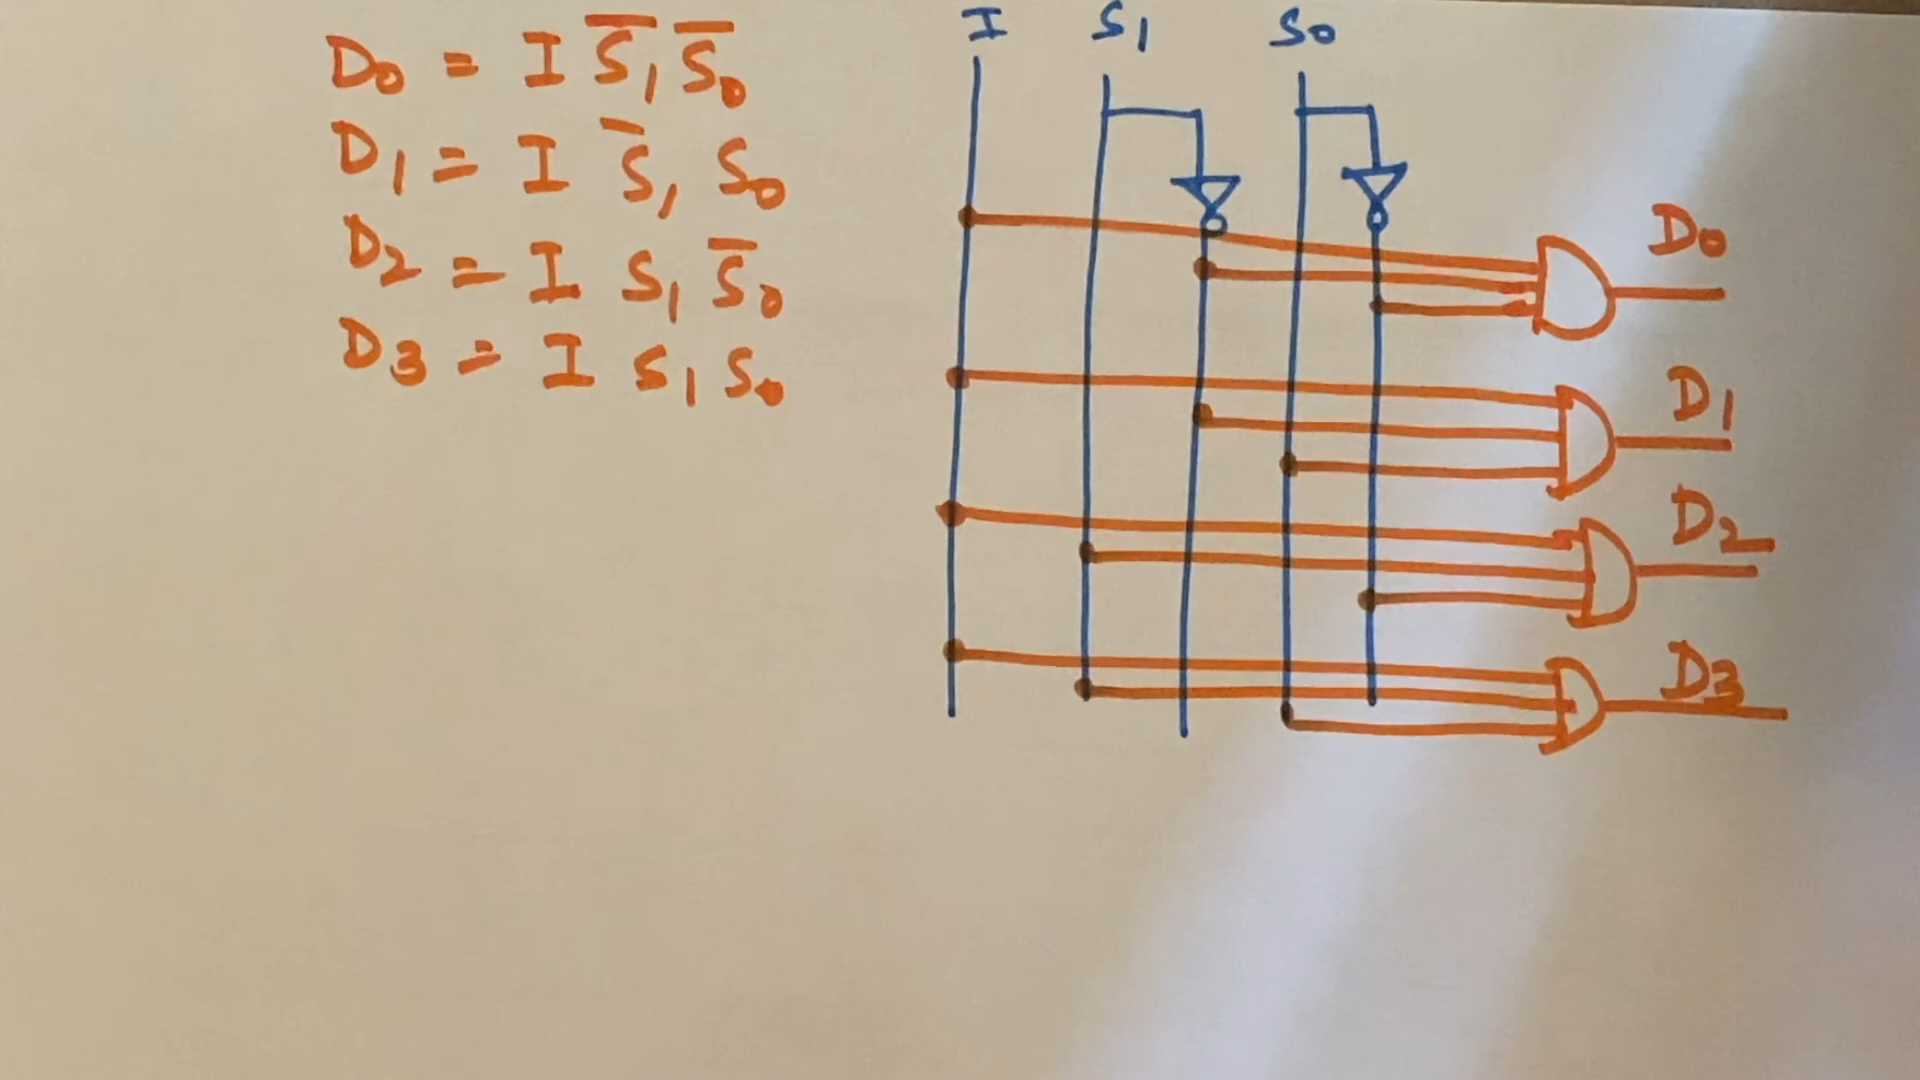 D0 = I S̅1 S̅0
D1 = I S̅1 S0
D2 = I S1 S̅0
D3 = I S1 S0
I S1 S0
D0
D1
D2
D3